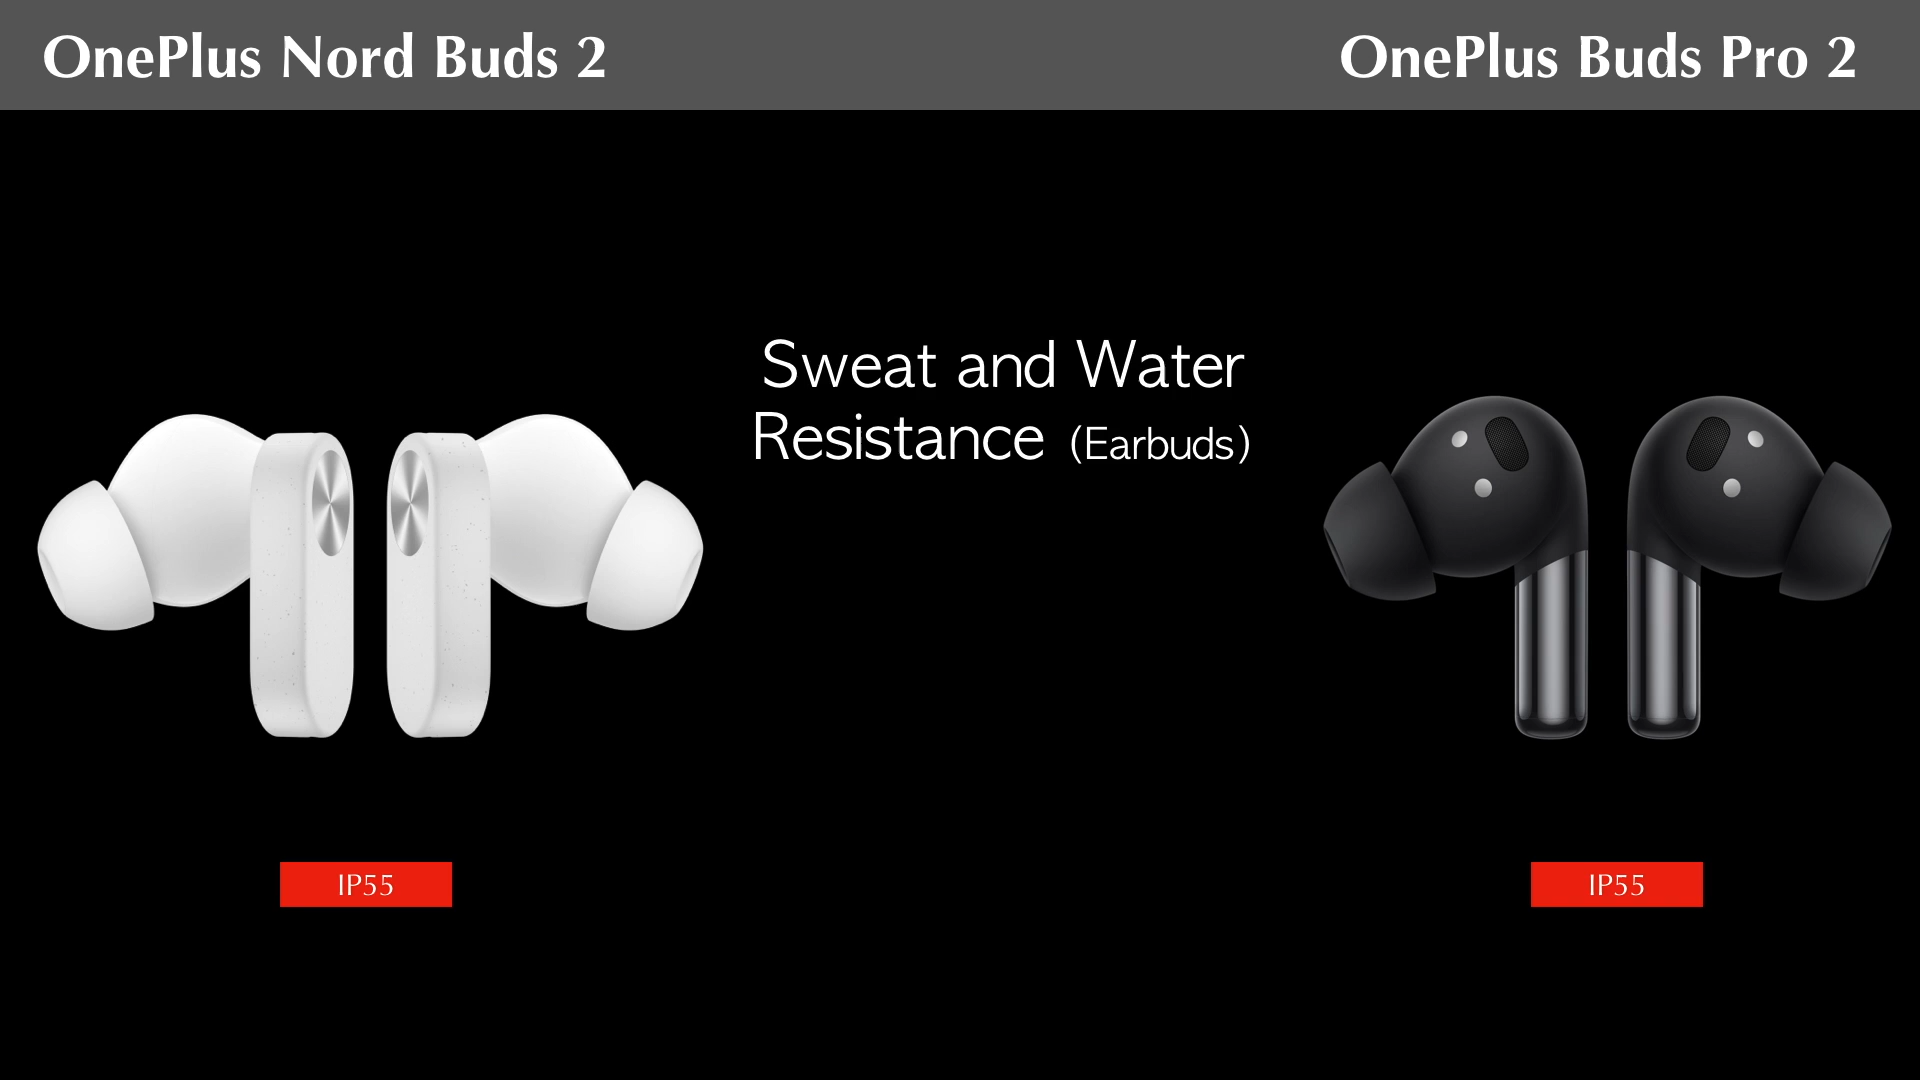 OnePlus Nord Buds 2
OnePlus Buds Pro 2
Sweat and Water
Resistance (Earbuds)
IP55
IP55